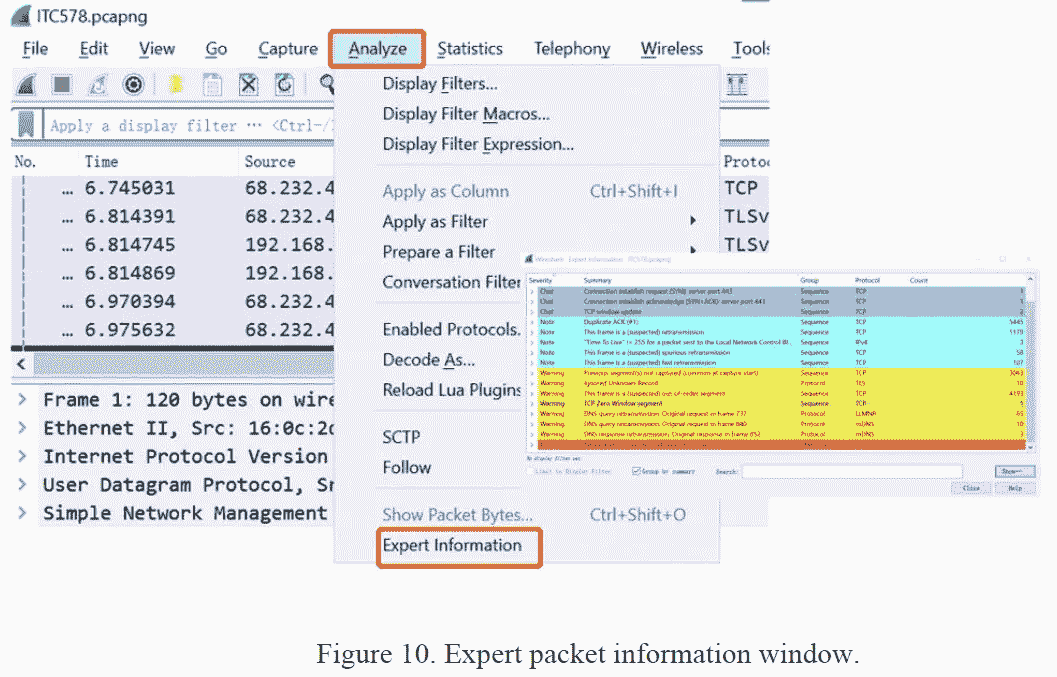 ITC578.pcapng
File Edit View Go Capture Analyze Statistics Telephony Wireless Tools
Display Filters...
Display Filter Macros...
Display Filter Expression...
Apply a display filter ... <Ctrl-/
No. Time Source Protoc
... 6.745031 68.232.4 TCP
... 6.814391 68.232.4 TLSv
... 6.814745 192.168. TLSv
... 6.814869 192.168.
... 6.970394 68.232.4
... 6.975632 68.232.4
Apply as Column Ctrl+Shift+I
Apply as Filter
Prepare a Filter
Conversation Filter
Enabled Protocols.
Decode As...
Reload Lua Plugins
SCTP
Follow
Show Packet Bytes... Ctrl+Shift+O
Expert Information
> Frame 1: 120 bytes on wire
> Ethernet II, Src: 16:0c:2c
> Internet Protocol Version
> User Datagram Protocol, Sr
> Simple Network Management
Wireshark Expert Information ITC578.pcapng
Severity Summary Group Protocol Count
Chat Connection establish request (SYN): server port 443 Sequence TCP
Chat Connection establish acknowledge (SYN+ACK): server port 443 Sequence TCP
Chat TCP window update Sequence TCP
Note Duplicate ACK (#1) Sequence TCP 5445
Note This frame is a (suspected) retransmission Sequence TCP 1179
Note "Time To Live" != 255 for a packet sent to the Local Network Control Bl... Sequence IPv4 3
Note This frame is a (suspected) spurious retransmission Sequence TCP 58
Note This frame is a (suspected) fast retransmission Sequence TCP 107
Warning Previous segment(s) not captured (common at capture start) Sequence TCP
Warning Ignored Unknown Record Protocol TLS 10
Warning This frame is a (suspected) out-of-order segment Sequence TCP 4193
Warning TCP Zero Window segment Sequence TCP
Warning DNS query retransmission. Original request in frame Protocol LLMNR
Warning DNS query retransmission. Original request in frame Protocol mDNS 10
Warning DNS response retransmission. Original response in frame Protocol mDNS
No display filter set.
Limit to Display Filter Group by summary Search: Show...
Close Help
Figure 10. Expert packet information window.